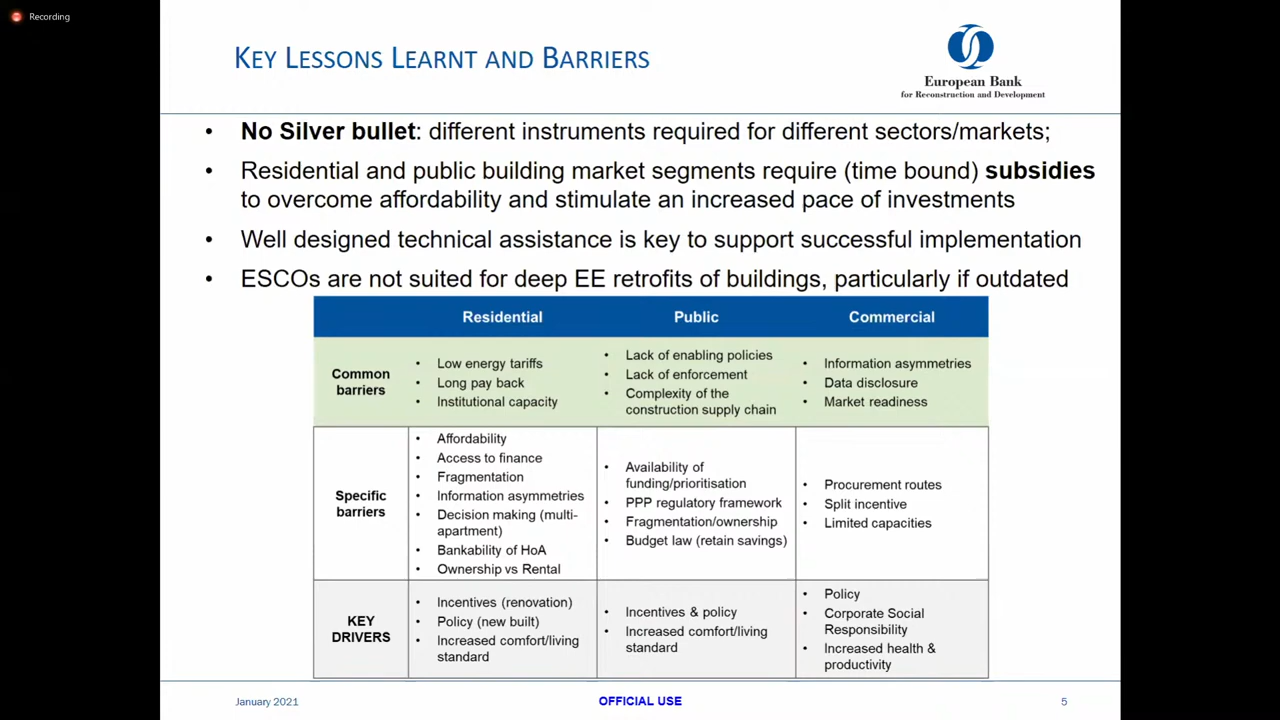 Recording
KEY LESSONS LEARNT AND BARRIERS
European Bank
for Reconstruction and Development
• No Silver bullet: different instruments required for different sectors/markets;
• Residential and public building market segments require (time bound) subsidies
to overcome affordability and stimulate an increased pace of investments
• Well designed technical assistance is key to support successful implementation
• ESCOs are not suited for deep EE retrofits of buildings, particularly if outdated
Residential
Public
Commercial
Common
barriers
• Low energy tariffs
• Long pay back
• Institutional capacity
• Lack of enabling policies
• Lack of enforcement
• Complexity of the
construction supply chain
• Information asymmetries
• Data disclosure
• Market readiness
Specific
barriers
• Affordability
• Access to finance
• Fragmentation
• Information asymmetries
• Decision making (multi-
apartment)
• Bankability of HoA
• Ownership vs Rental
• Availability of
funding/prioritisation
• PPP regulatory framework
• Fragmentation/ownership
• Budget law (retain savings)
• Procurement routes
• Split incentive
• Limited capacities
KEY
DRIVERS
• Incentives (renovation)
• Policy (new built)
• Increased comfort/living
standard
• Incentives & policy
• Increased comfort/living
standard
• Policy
• Corporate Social
Responsibility
• Increased health &
productivity
January 2021
OFFICIAL USE
5